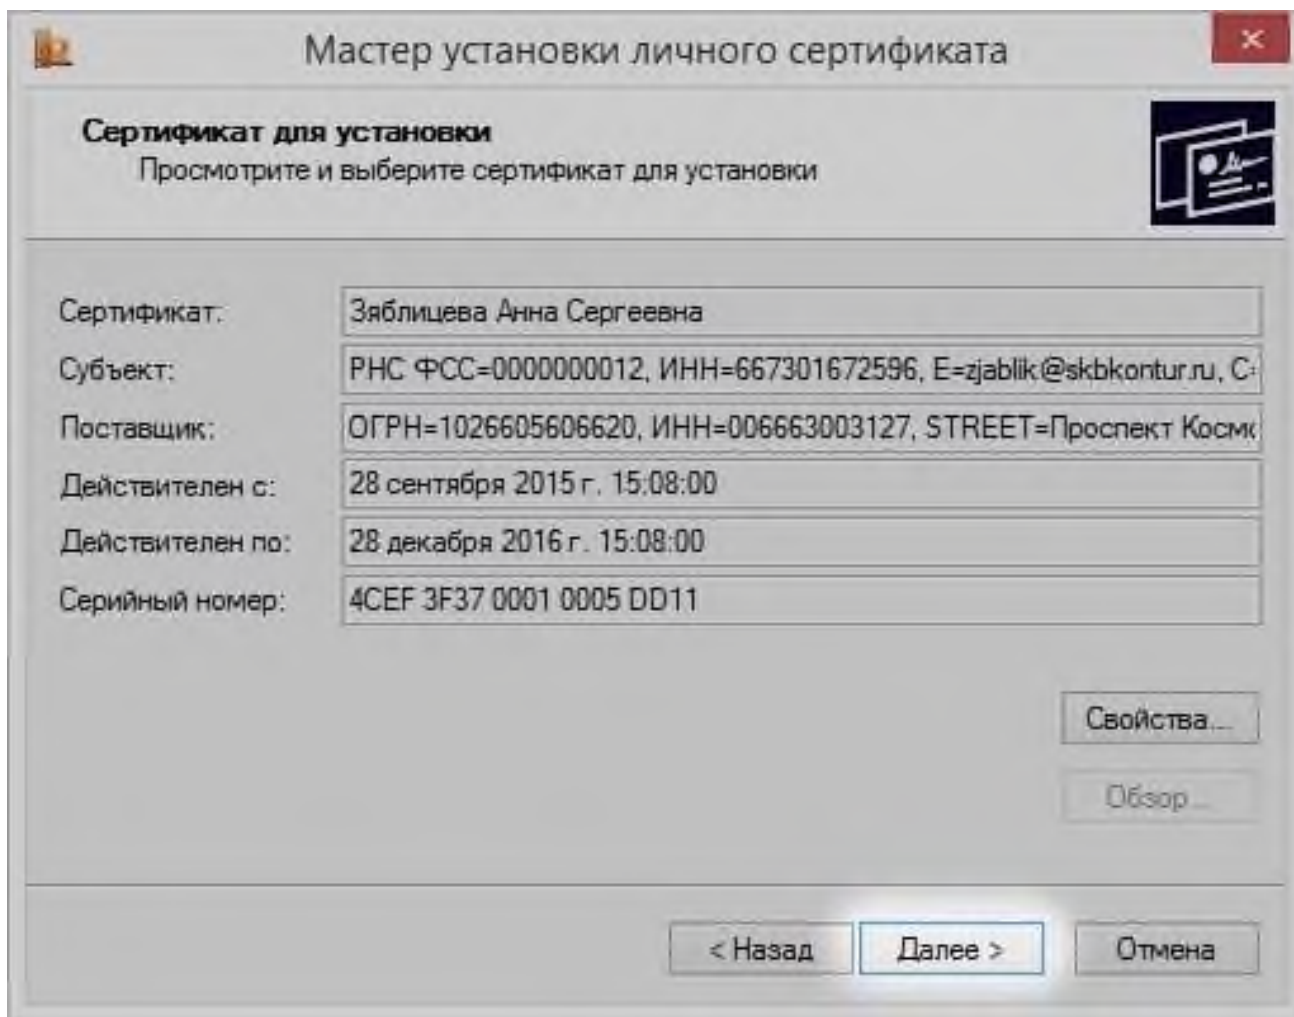 Мастер установки личного сертификата
Сертификат для установки
Просмотрите и выберите сертификат для установки
Сертификат: Зяблицева Анна Сергеевна
Субъект: РНС ФСС=0000000012, ИНН=667301672596, E=zjablik@skbkontur.ru, C=
Поставщик: ОГРН=1026605606620, ИНН=006663003127, STREET=Проспект Косм
Действителен с: 28 сентября 2015 г. 15:08:00
Действителен по: 28 декабря 2016 г. 15:08:00
Серийный номер: 4CEF 3F37 0001 0005 DD11
Свойства...
Обзор...
< Назад Далее > Отмена